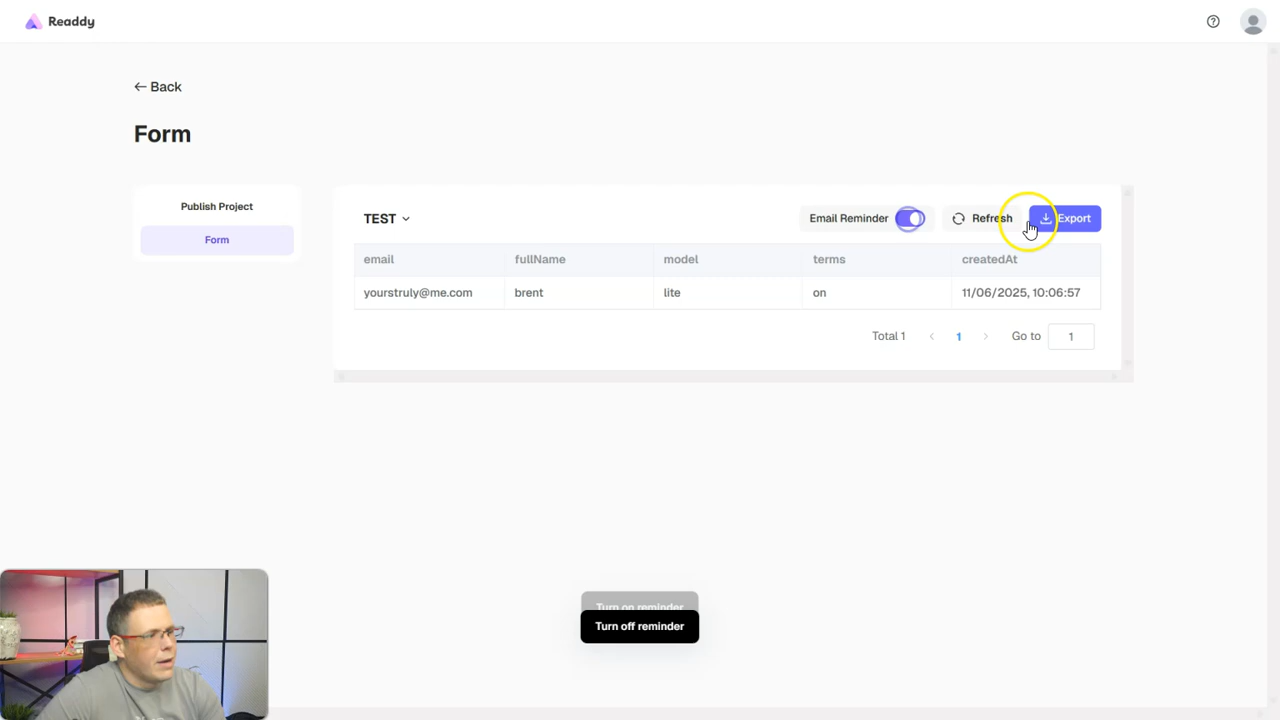 Readdy
Back
Form
Publish Project
Form
TEST
Email Reminder
Refresh
Export
email fullName model terms createdAt
yourstruly@me.com brent lite on 11/06/2025, 10:06:57
Total 1 1 Go to 1
Turn on reminder
Turn off reminder